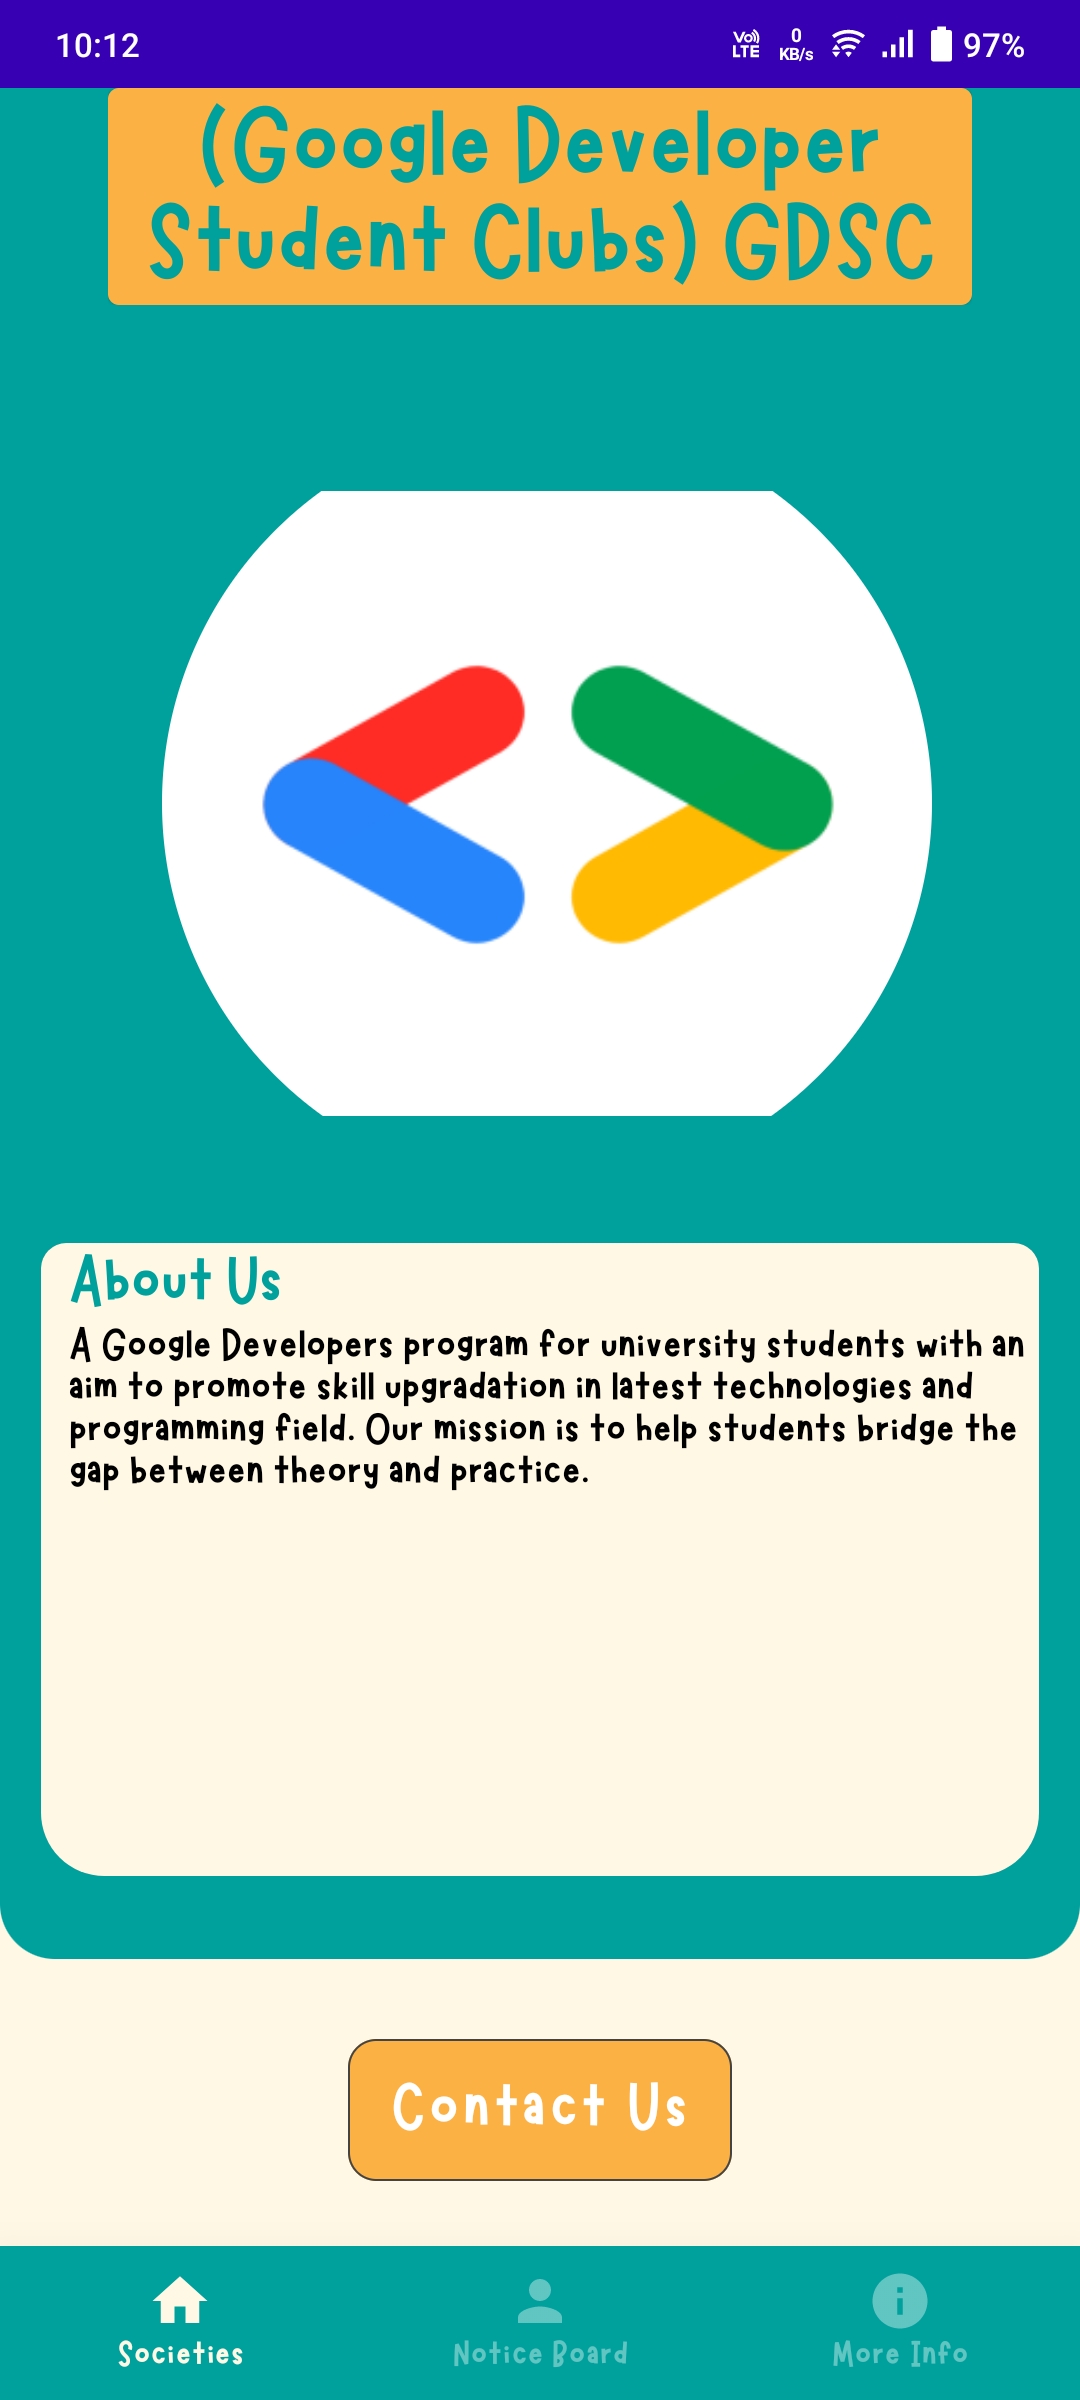 10:12
Vo) LTE 0 KB/s 97%
(Google Developer
Student Clubs) GDSC
About Us
A Google Developers program for university students with an
aim to promote skill upgradation in latest technologies and
programming field. Our mission is to help students bridge the
gap between theory and practice.
Contact Us
Societies
Notice Board
More Info